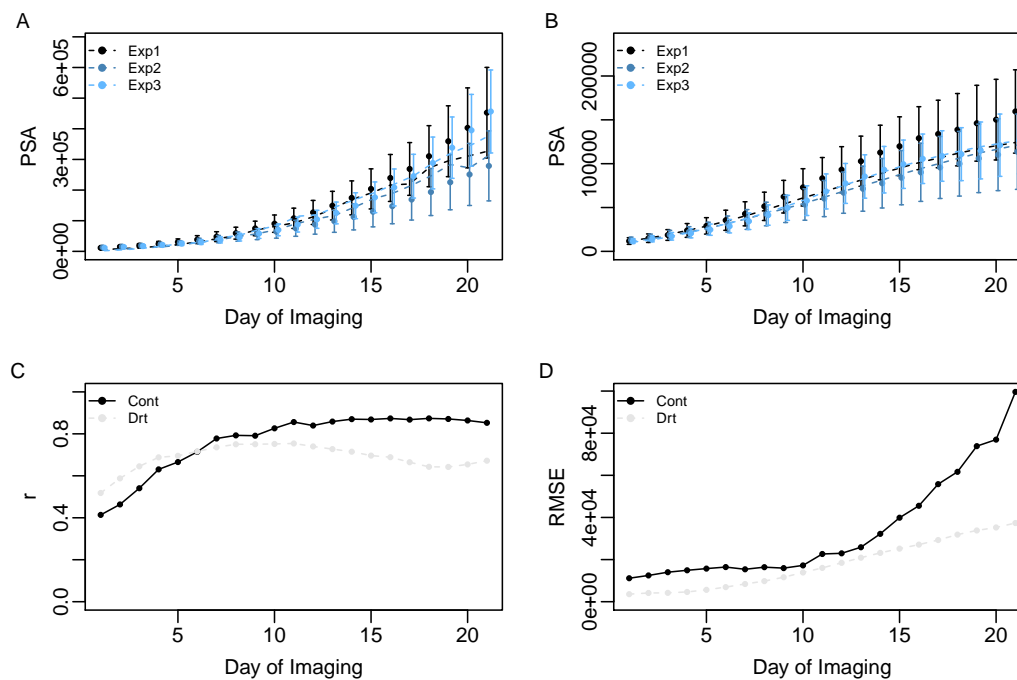 A
Exp1
Exp2
Exp3
PSA
6e+05
3e+05
0e+00
5 10 15 20
Day of Imaging
B
Exp1
Exp2
Exp3
PSA
200000
100000
0
5 10 15 20
Day of Imaging
C
Cont
Drt
r
0.8
0.4
0.0
5 10 15 20
Day of Imaging
D
Cont
Drt
RMSE
8e+04
4e+04
0e+00
5 10 15 20
Day of Imaging